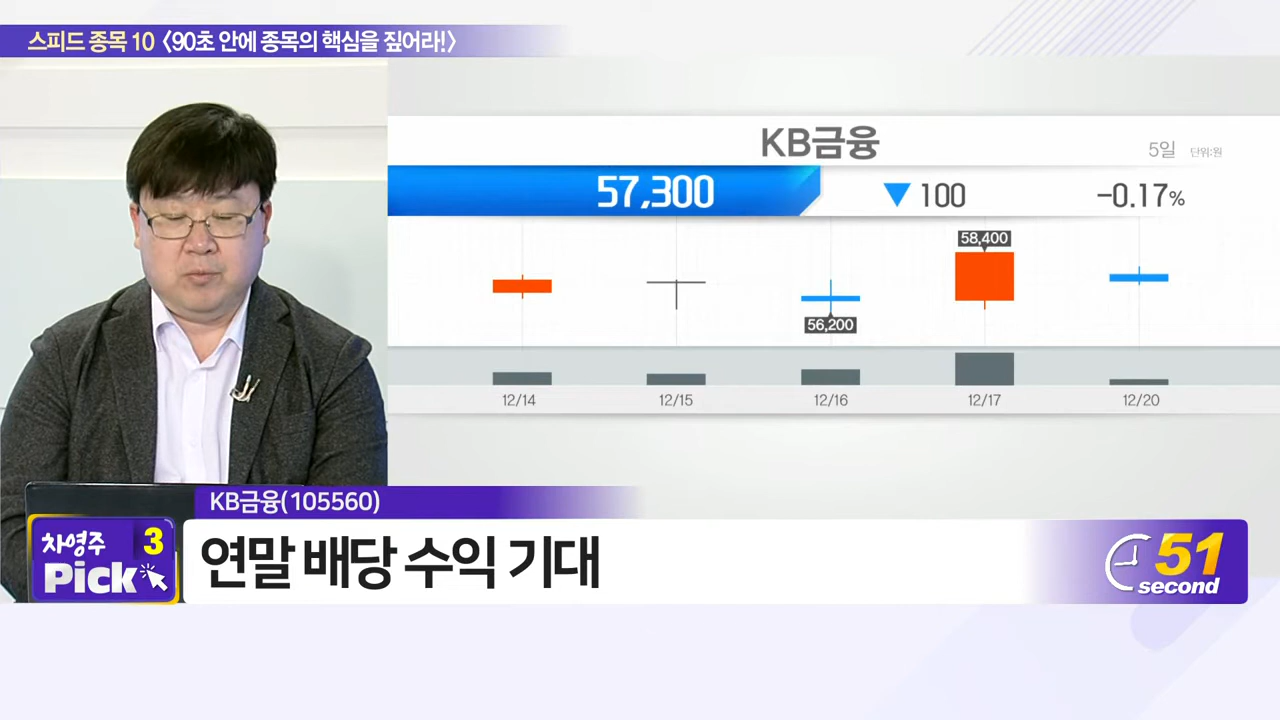 스피드 종목 10 〈90초 안에 종목의 핵심을 짚어라!〉
KB금융
5일 단위:원
57,300 ▼100 -0.17%
58,400
56,200
12/14 12/15 12/16 12/17 12/20
KB금융(105560)
차영주 3
Pick
연말 배당 수익 기대
51
second